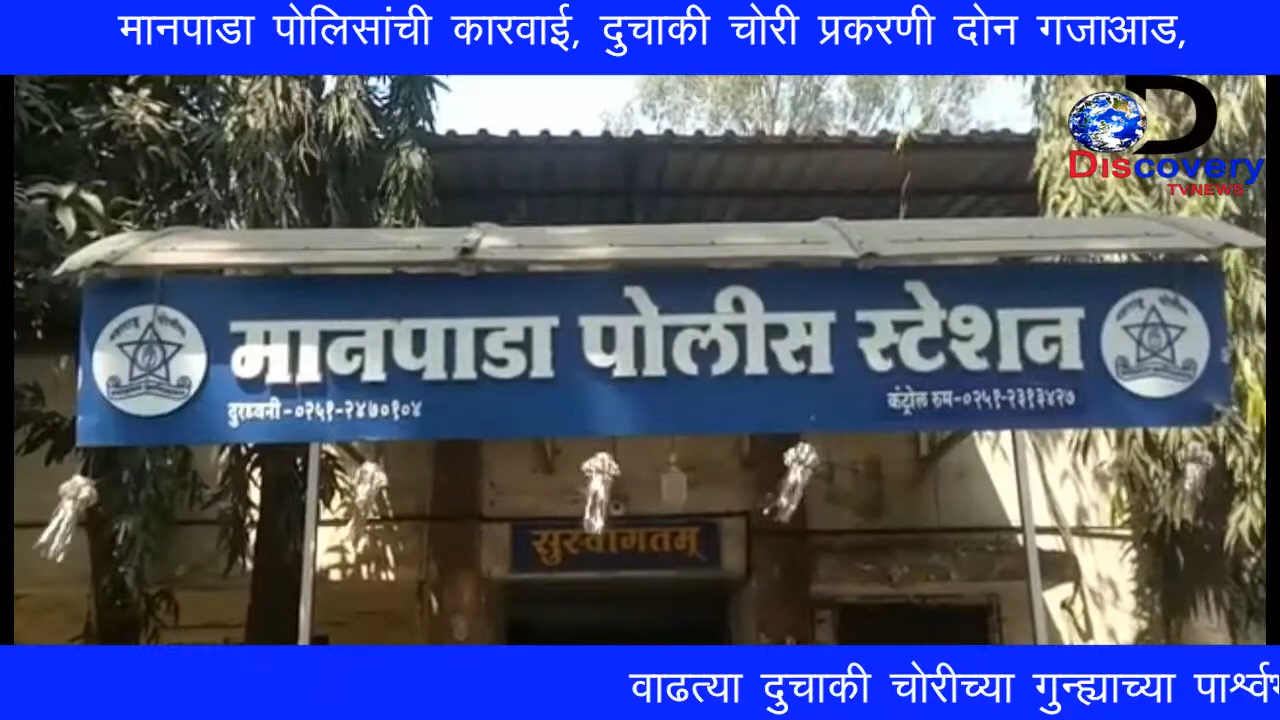 मानपाडा पोलिसांची कारवाई, दुचाकी चोरी प्रकरणी दोन गजाआड,
Discovery
TVNEWS
मानपाडा पोलीस स्टेशन
दुरध्वनी-०२५१-२४७०१०४
कंट्रोल रुम-०२५१-२३१३४२७
सुस्वागतम्
वाढत्या दुचाकी चोरीच्या गुन्ह्याच्या